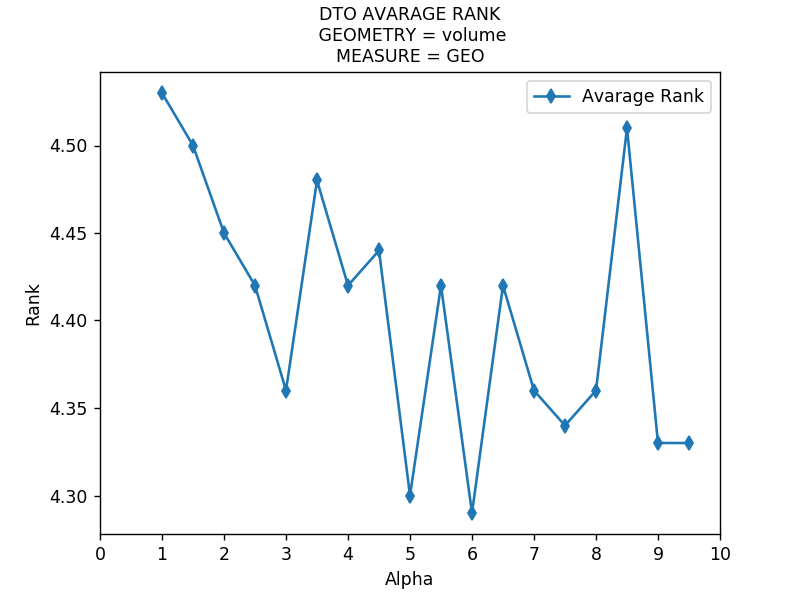 DTO AVARAGE RANK
GEOMETRY = volume
MEASURE = GEO
Avarage Rank
4.50
4.45
4.40
4.35
4.30
Rank
0 1 2 3 4 5 6 7 8 9 10
Alpha